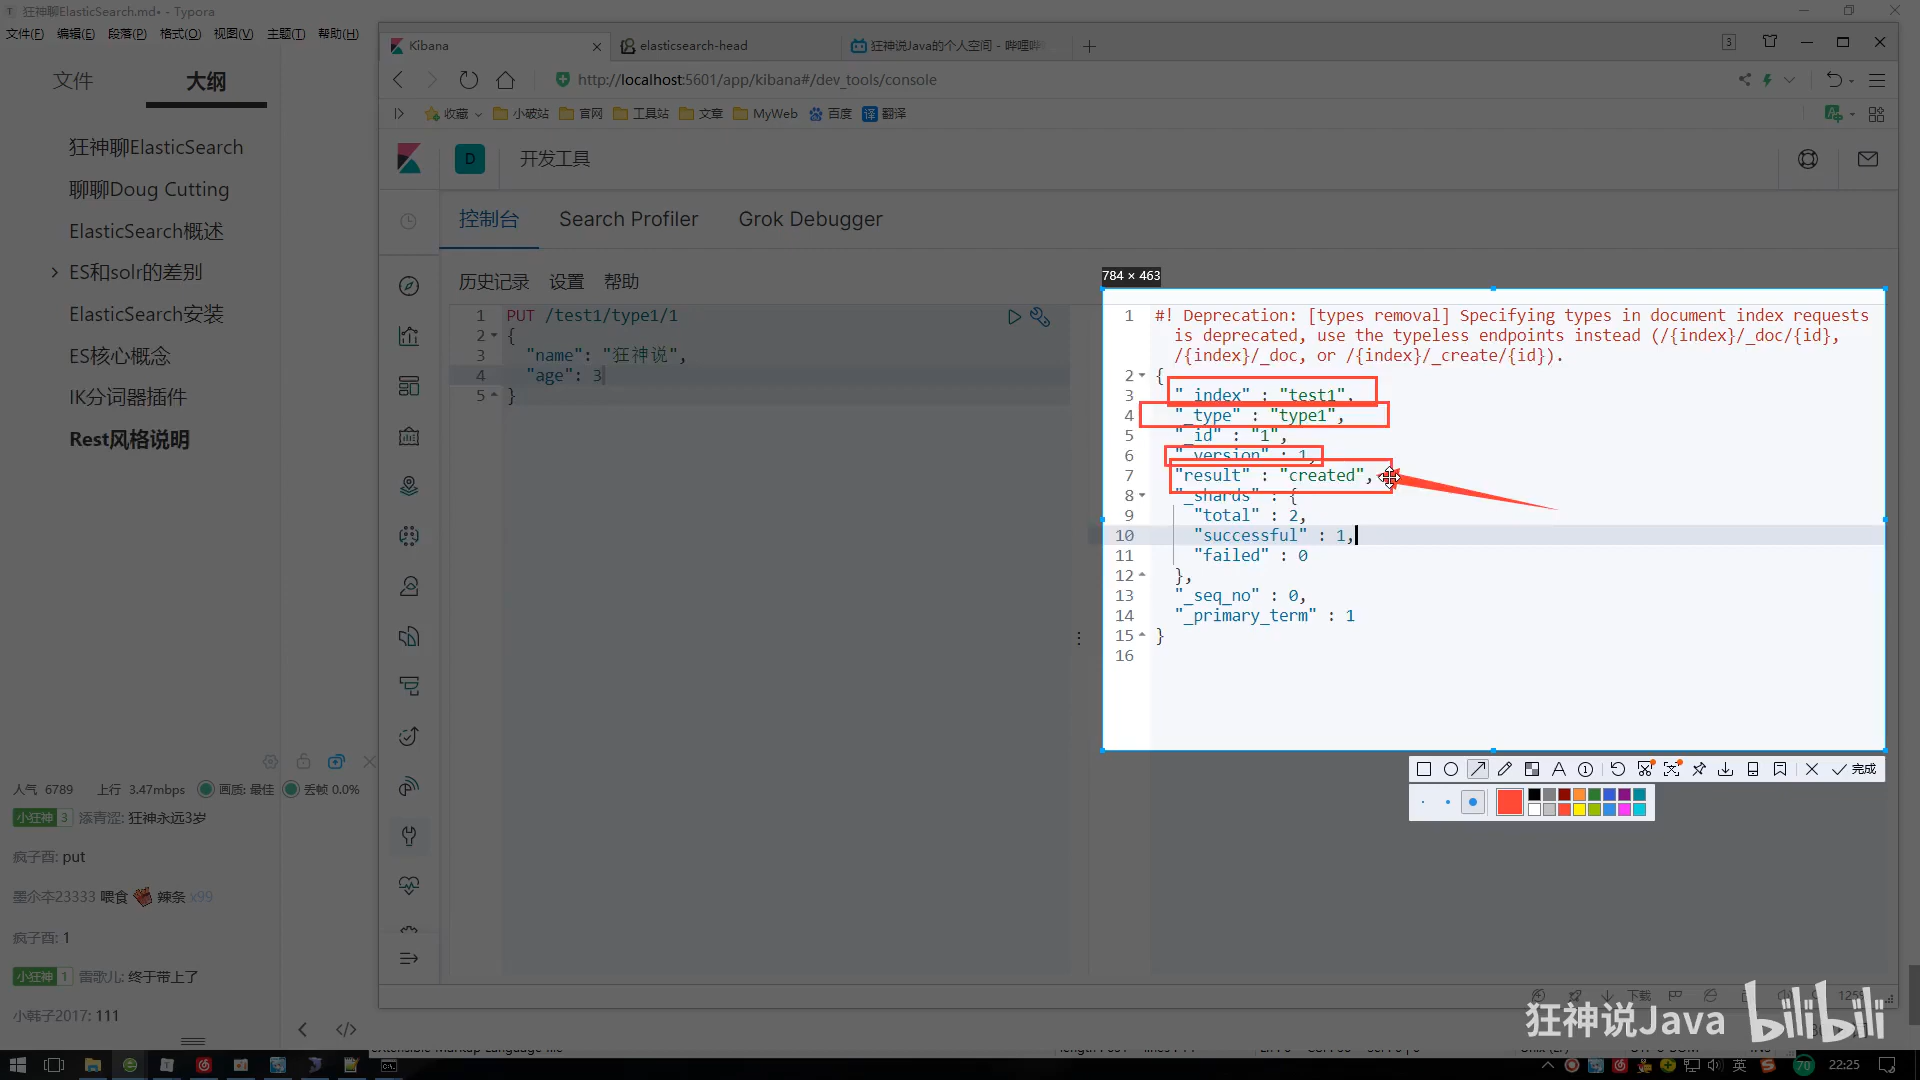 狂神聊ElasticSearch.md• - Typora
文件(F) 编辑(E) 段落(P) 格式(O) 视图(V) 主题(T) 帮助(H)
文件 大纲
狂神聊ElasticSearch
聊聊Doug Cutting
ElasticSearch概述
ES和solr的差别
ElasticSearch安装
ES核心概念
IK分词器插件
Rest风格说明
人气 6789 上行 3.47mbps 画质: 最佳 丢帧 0.0%
小狂神 3 添青涩: 狂神永远3岁
疯子酉: put
喂食 辣条 x99
疯子酉: 1
小狂神 1 雷歌儿: 终于带上了
小韩子2017: 111
Kibana
elasticsearch-head
狂神说Java的个人空间 - 哔哩哔
3
http://localhost:5601/app/kibana#/dev_tools/console
收藏 小破站 官网 工具站 文章 MyWeb 百度 译 翻译
D 开发工具
控制台 Search Profiler Grok Debugger
历史记录 设置 帮助
1 PUT /test1/type1/1
2 {
3 "name": "狂神说",
4 "age": 3
5 }
784 × 463
1 #! Deprecation: [types removal] Specifying types in document index requests
is deprecated, use the typeless endpoints instead (/{index}/_doc/{id},
/{index}/_doc, or /{index}/_create/{id}).
2 {
3 "_index" : "test1",
4 "_type" : "type1",
5 "_id" : "1",
6 "_version" : 1,
7 "result" : "created",
8 "_shards" : {
9 "total" : 2,
10 "successful" : 1,
11 "failed" : 0
12 },
13 "_seq_no" : 0,
14 "_primary_term" : 1
15 }
16
完成
下载
狂神说Java bilibili
英 70 22:25